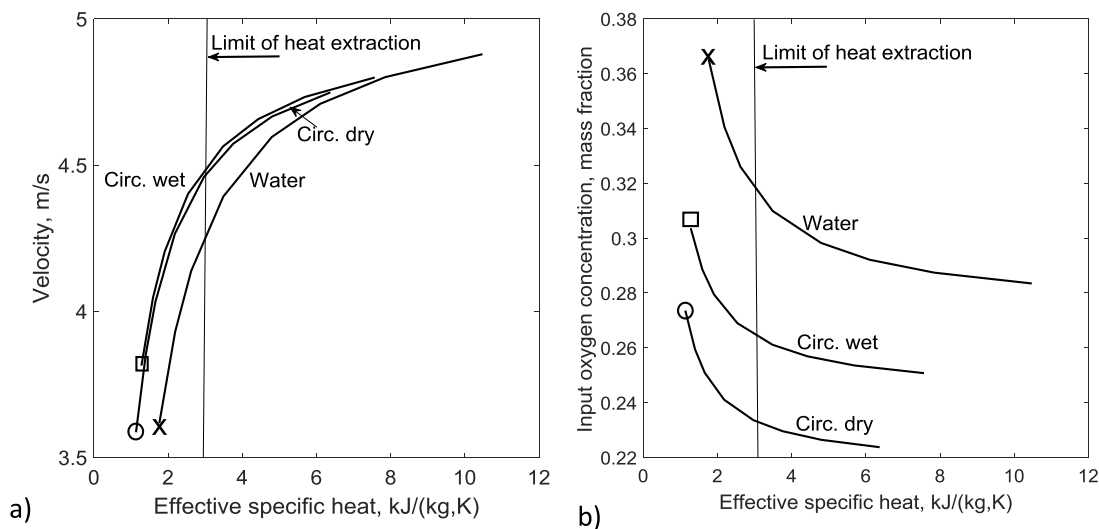 5
4.5
4
3.5
0
2
4
6
8
10
12
Velocity, m/s
Effective specific heat, kJ/(kg,K)
Limit of heat extraction
Circ. dry
Circ. wet
Water
X
a)
0.38
0.36
0.34
0.32
0.3
0.28
0.26
0.24
0.22
0
2
4
6
8
10
12
Input oxygen concentration, mass fraction
Effective specific heat, kJ/(kg,K)
X
Limit of heat extraction
Water
Circ. wet
Circ. dry
b)